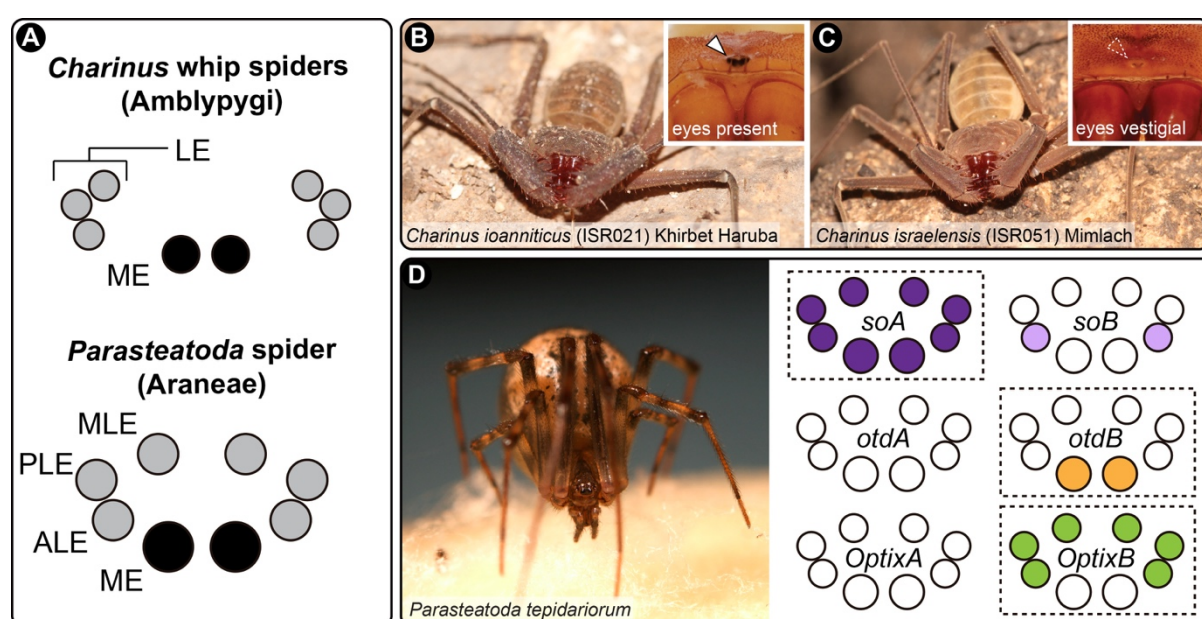 A
Charinus whip spiders
(Amblypygi)
LE
ME
Parasteatoda spider
(Araneae)
MLE
PLE
ALE
ME
B
eyes present
Charinus ioanniticus (ISR021) Khirbet Haruba
C
eyes vestigial
Charinus israelensis (ISR051) Mimlach
D
Parasteatoda tepidariorum
soA
soB
otdA
otdB
OptixA
OptixB